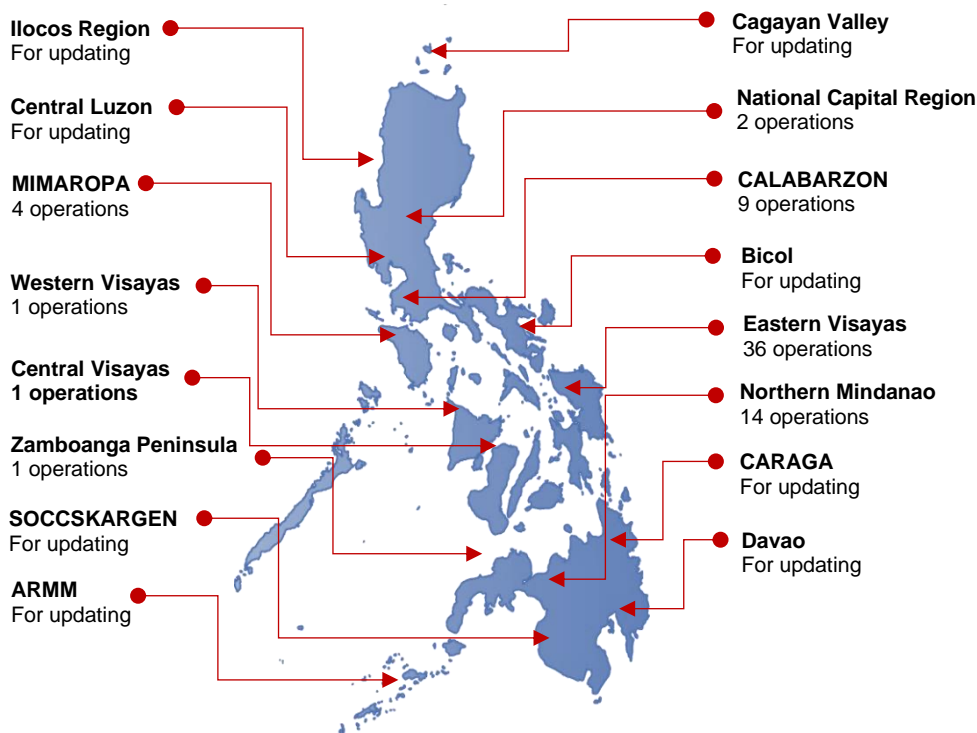 Ilocos Region
For updating
Central Luzon
For updating
MIMAROPA
4 operations
Western Visayas
1 operations
Central Visayas
1 operations
Zamboanga Peninsula
1 operations
SOCCSKARGEN
For updating
ARMM
For updating
Cagayan Valley
For updating
National Capital Region
2 operations
CALABARZON
9 operations
Bicol
For updating
Eastern Visayas
36 operations
Northern Mindanao
14 operations
CARAGA
For updating
Davao
For updating